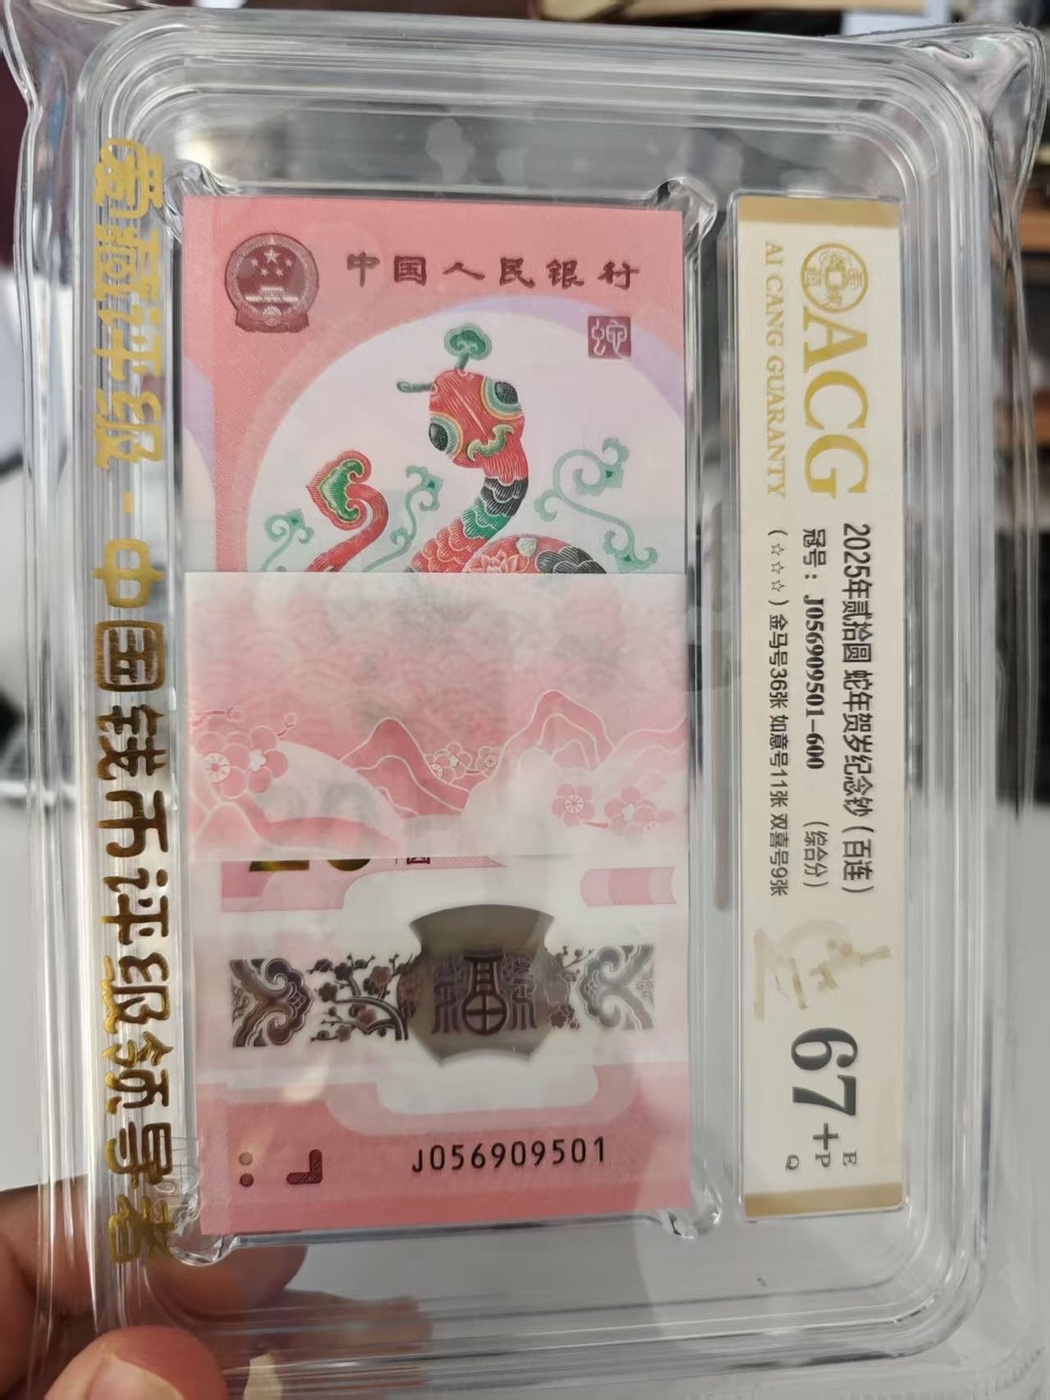 爱藏评级 - 中国钱币评级领导者
中国人民银行
蛇
J056909501
ACG
AI CANG GUARANTY
2025年贰拾圆 蛇年贺岁纪念钞（百连）
冠号：J056909501-600 （综合分）
（☆☆☆）金马号36张 如意号11张 双喜号9张
67+
E
P
Q